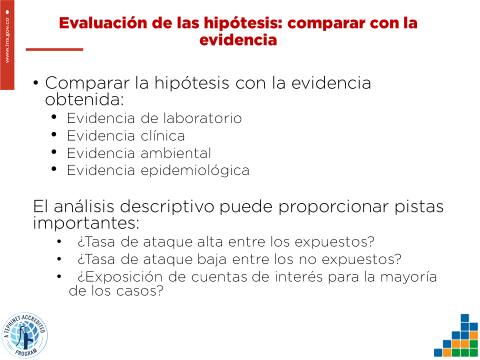 www.ins.gov.co
Evaluación de las hipótesis: comparar con la
evidencia
• Comparar la hipótesis con la evidencia
obtenida:
• Evidencia de laboratorio
• Evidencia clínica
• Evidencia ambiental
• Evidencia epidemiológica
El análisis descriptivo puede proporcionar pistas
importantes:
• ¿Tasa de ataque alta entre los expuestos?
• ¿Tasa de ataque baja entre los no expuestos?
• ¿Exposición de cuentas de interés para la mayoría
de los casos?
A TEPHINET ACCREDITED
PROGRAM